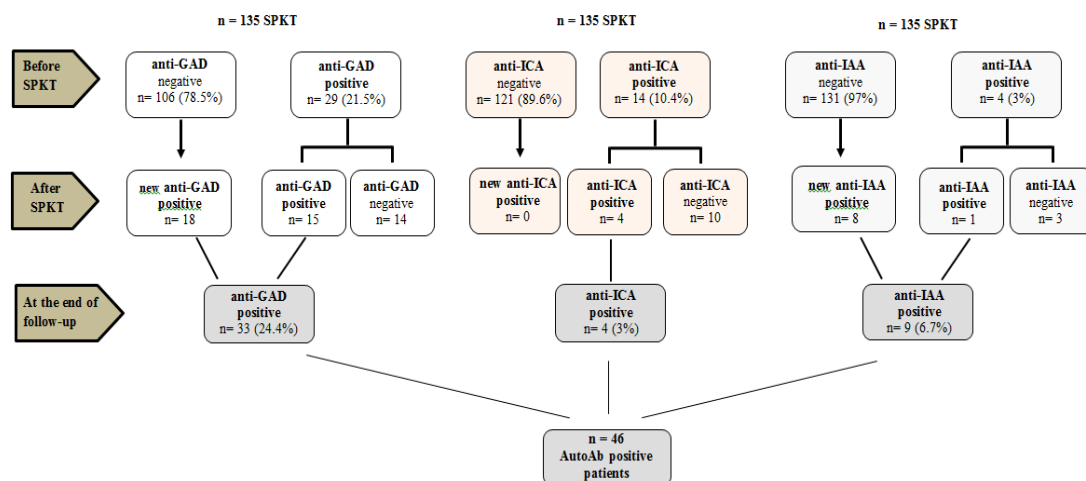 n = 135 SPKT
n = 135 SPKT
n = 135 SPKT
Before
SPKT
anti-GAD
negative
n= 106 (78.5%)
anti-GAD
positive
n= 29 (21.5%)
anti-ICA
negative
n= 121 (89.6%)
anti-ICA
positive
n= 14 (10.4%)
anti-IAA
negative
n= 131 (97%)
anti-IAA
positive
n= 4 (3%)
After
SPKT
new anti-GAD
positive
n= 18
anti-GAD
positive
n= 15
anti-GAD
negative
n= 14
new anti-ICA
positive
n= 0
anti-ICA
positive
n= 4
anti-ICA
negative
n= 10
new anti-IAA
positive
n= 8
anti-IAA
positive
n= 1
anti-IAA
negative
n= 3
At the end of
follow-up
anti-GAD
positive
n= 33 (24.4%)
anti-ICA
positive
n= 4 (3%)
anti-IAA
positive
n= 9 (6.7%)
n = 46
AutoAb positive
patients